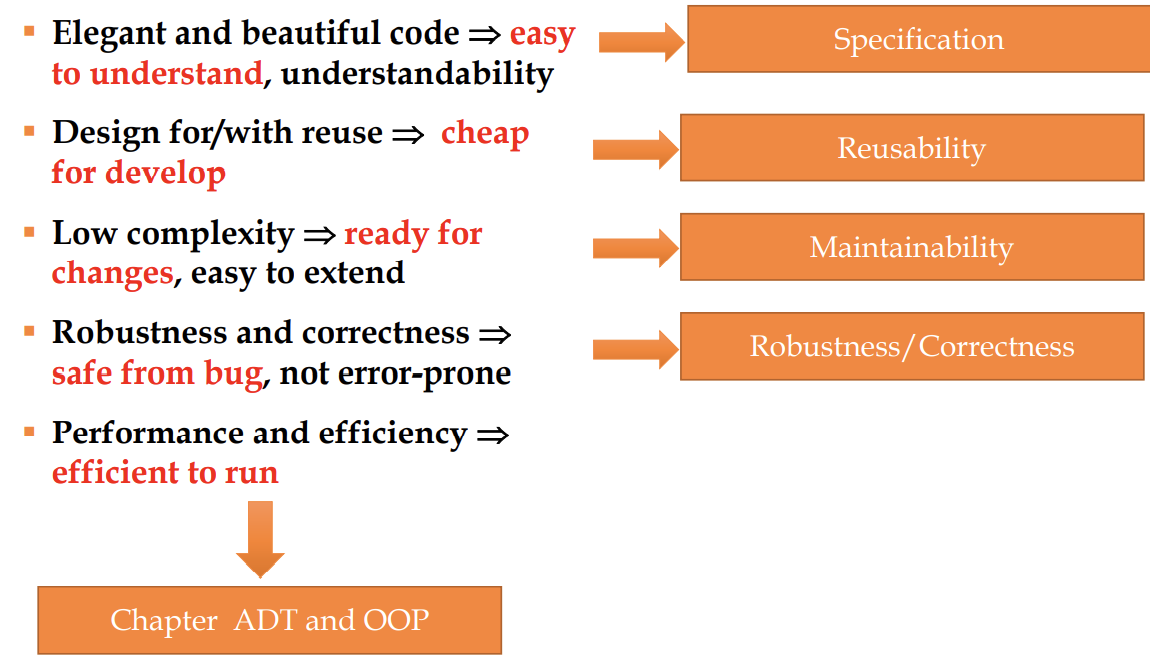 ▪ Elegant and beautiful code ⇒ easy
to understand, understandability
Specification
▪ Design for/with reuse ⇒ cheap
for develop
Reusability
▪ Low complexity ⇒ ready for
changes, easy to extend
Maintainability
▪ Robustness and correctness ⇒
safe from bug, not error-prone
Robustness/Correctness
▪ Performance and efficiency ⇒
efficient to run
Chapter ADT and OOP